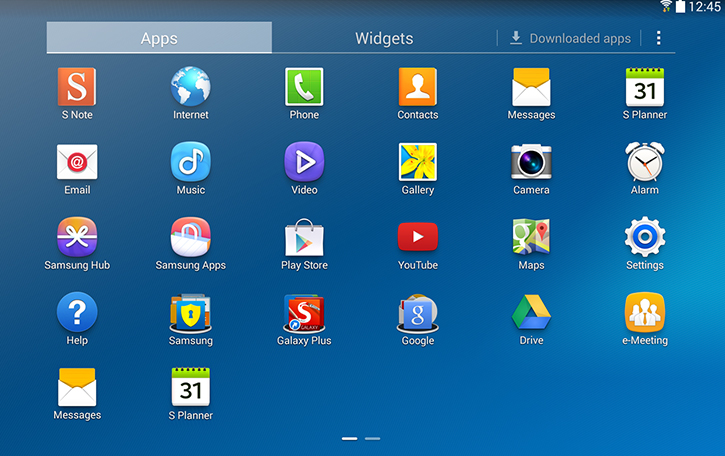 12:45
Apps Widgets Downloaded apps
S
31
S Note Internet Phone Contacts Messages S Planner
@
Email Music Video Gallery Camera Alarm
Samsung Hub Samsung Apps Play Store YouTube Maps Settings
? S GALAXY g
Help Samsung Galaxy Plus Google Drive e-Meeting
31
Messages S Planner